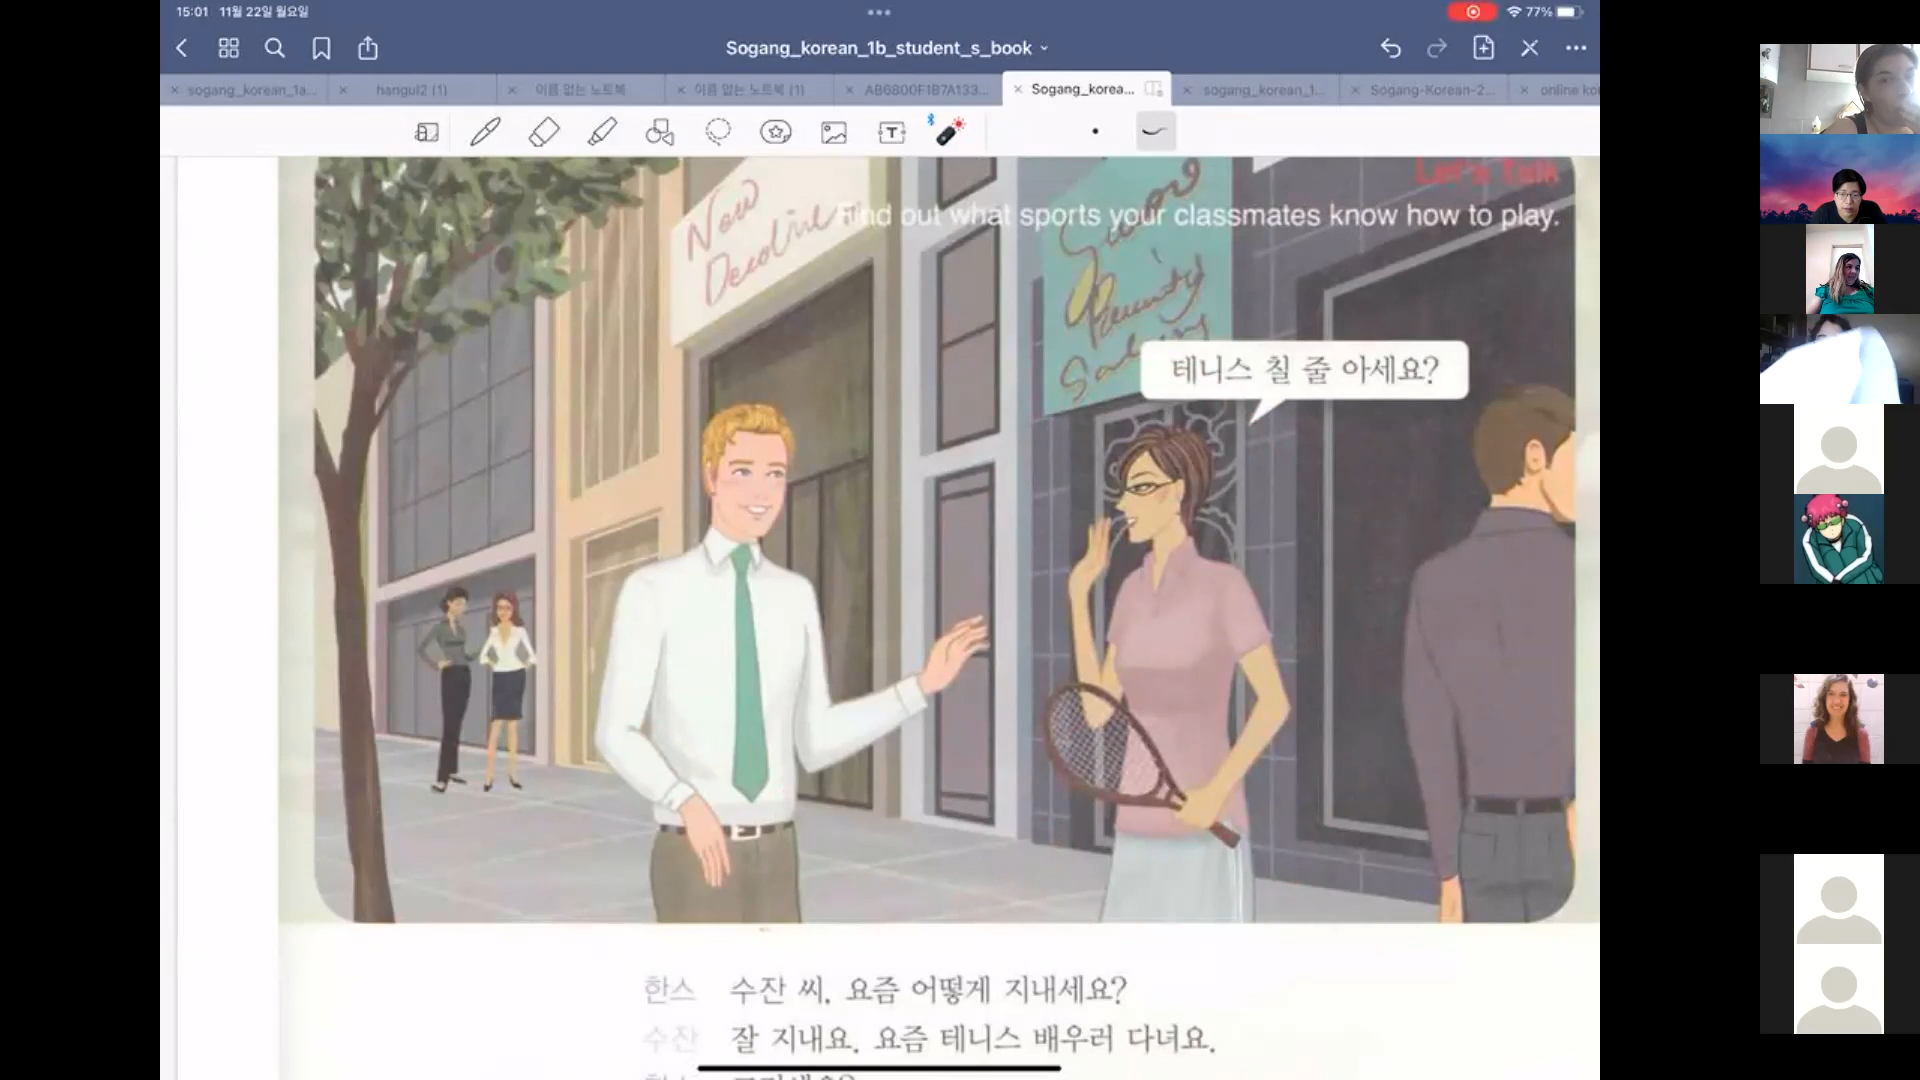 15:01 11월 22일 월요일
77%
Sogang_korean_1b_student_s_book
sogang_korean_1a...
hangul2 (1)
이름 없는 노트북
이름 없는 노트북 (1)
AB6800F1B7A133...
Sogang_korea...
sogang_korean_1...
Sogang-Korean-2...
online ko
T
Let's Talk
Find out what sports your classmates know how to play.
New
테니스 칠 줄 아세요?
한스 수잔 씨, 요즘 어떻게 지내세요?
수잔 잘 지내요. 요즘 테니스 배우러 다녀요.